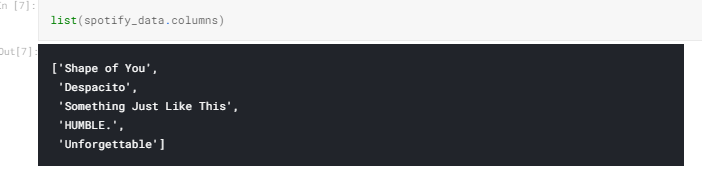 In [7]:
list(spotify_data.columns)
Out[7]:
['Shape of You',
'Despacito',
'Something Just Like This',
'HUMBLE.',
'Unforgettable']